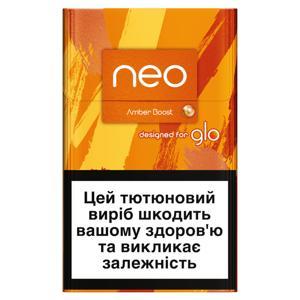 neo
Amber Boost
designed for glo
Цей тютюновий
виріб шкодить
вашому здоров'ю
та викликає
залежність